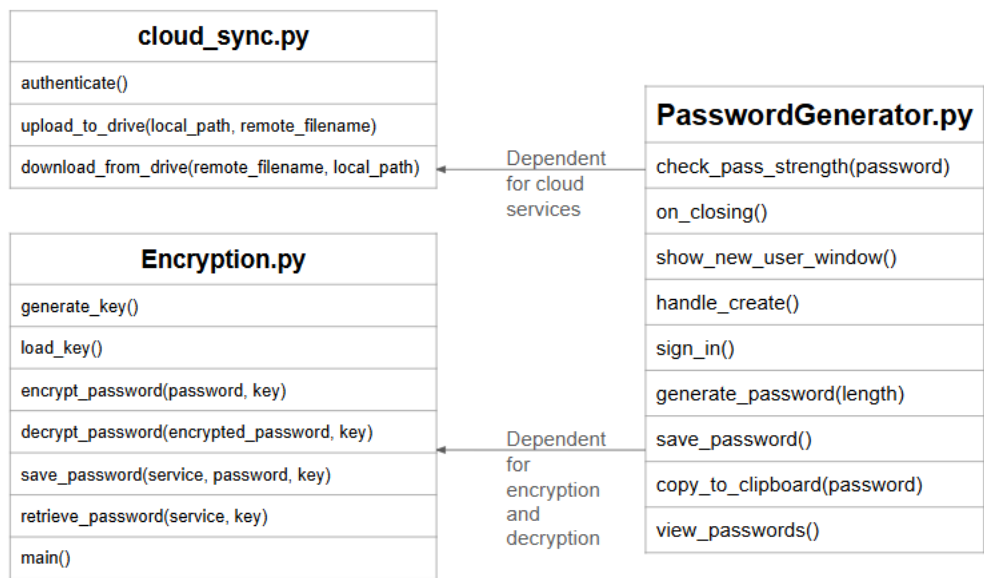 cloud_sync.py
authenticate()
upload_to_drive(local_path, remote_filename)
download_from_drive(remote_filename, local_path)
Encryption.py
generate_key()
load_key()
encrypt_password(password, key)
decrypt_password(encrypted_password, key)
save_password(service, password, key)
retrieve_password(service, key)
main()
Dependent
for cloud
services
Dependent
for
encryption
and
decryption
PasswordGenerator.py
check_pass_strength(password)
on_closing()
show_new_user_window()
handle_create()
sign_in()
generate_password(length)
save_password()
copy_to_clipboard(password)
view_passwords()